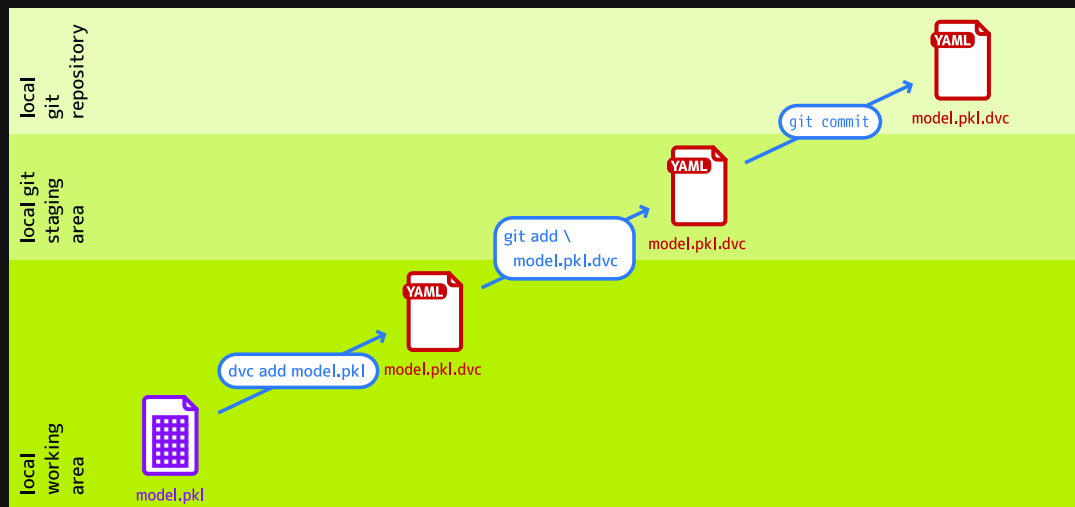 local
git
repository
YAML
model.pkl.dvc
git commit
local git
staging
area
YAML
model.pkl.dvc
git add \
model.pkl.dvc
local
working
area
YAML
model.pkl.dvc
dvc add model.pkl
model.pkl